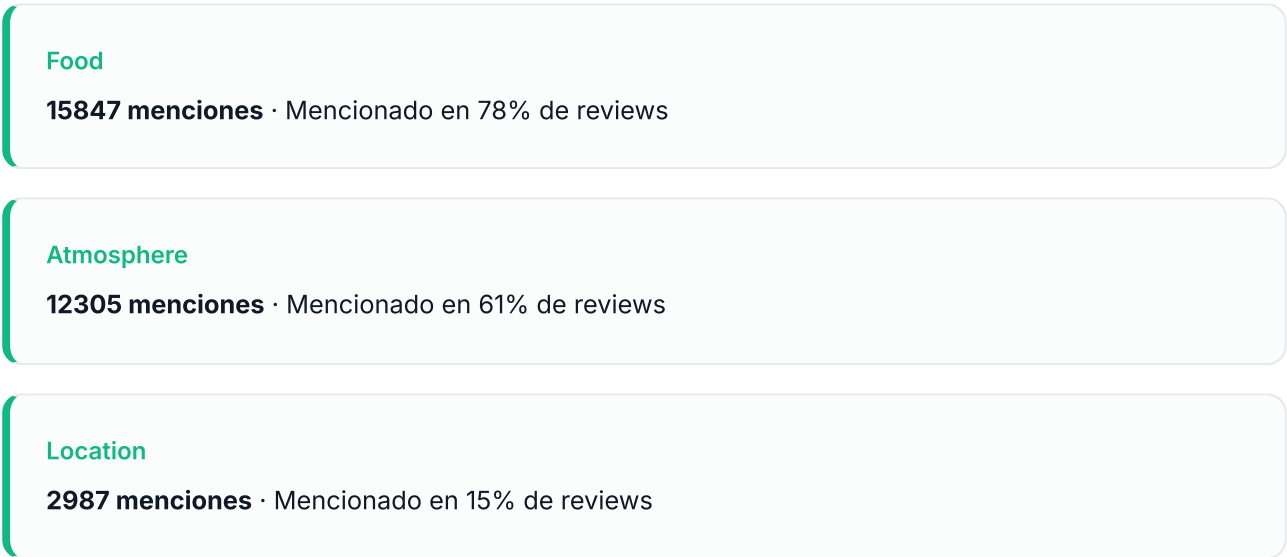 Food
15847 menciones · Mencionado en 78% de reviews
Atmosphere
12305 menciones · Mencionado en 61% de reviews
Location
2987 menciones · Mencionado en 15% de reviews